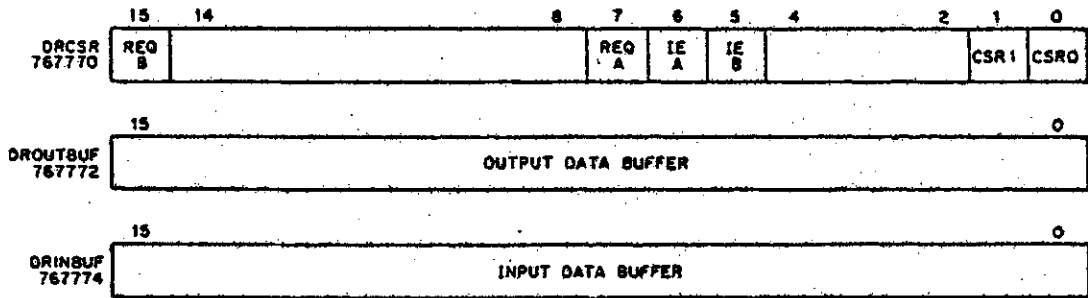 15 14 8 7 6 5 4 2 1 0
DRCSR
767770
REQ
B
REQ
A
IE
A
IE
B
CSR1
CSR0
15 0
DROUTBUF
767772
OUTPUT DATA BUFFER
15 0
DRINBUF
767774
INPUT DATA BUFFER